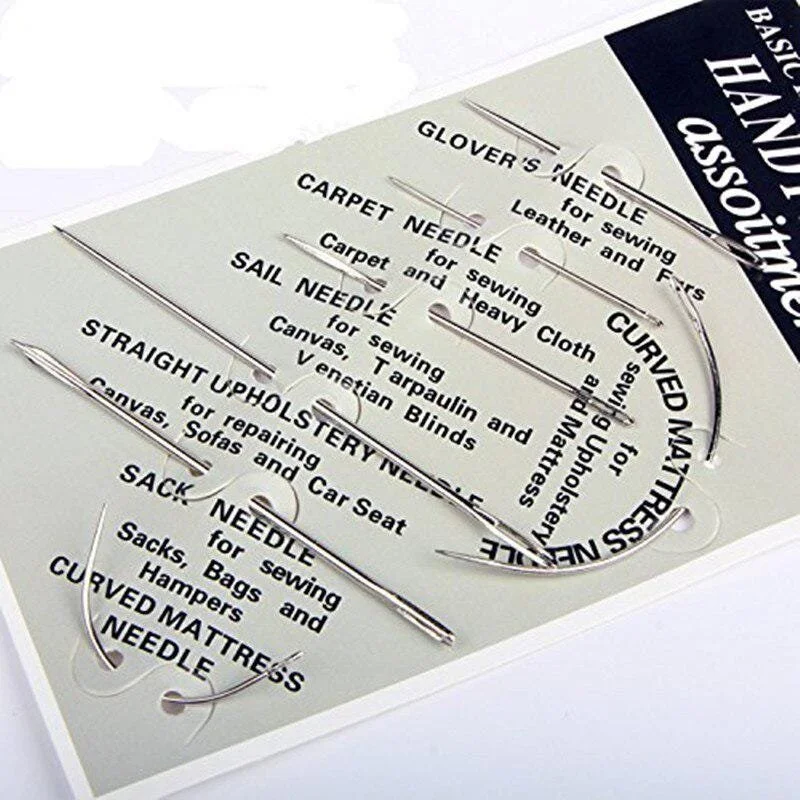 BASIC
HANDY
assoitme
GLOVER'S NEEDLE
for sewing
Leather and Furs
CARPET NEEDLE
for sewing
Carpet and Heavy Cloth
SAIL NEEDLE
for sewing
Canvas, Tarpaulin and
Venetian Blinds
STRAIGHT UPHOLSTERY NEEDLE
for repairing
Canvas, Sofas and Car Seat
SACK NEEDLE
for sewing
Sacks, Bags and
Hampers
CURVED MATTRESS
NEEDLE
CURVED MATTRESS NEEDLE
for
sewing Upholstery
and Mattress